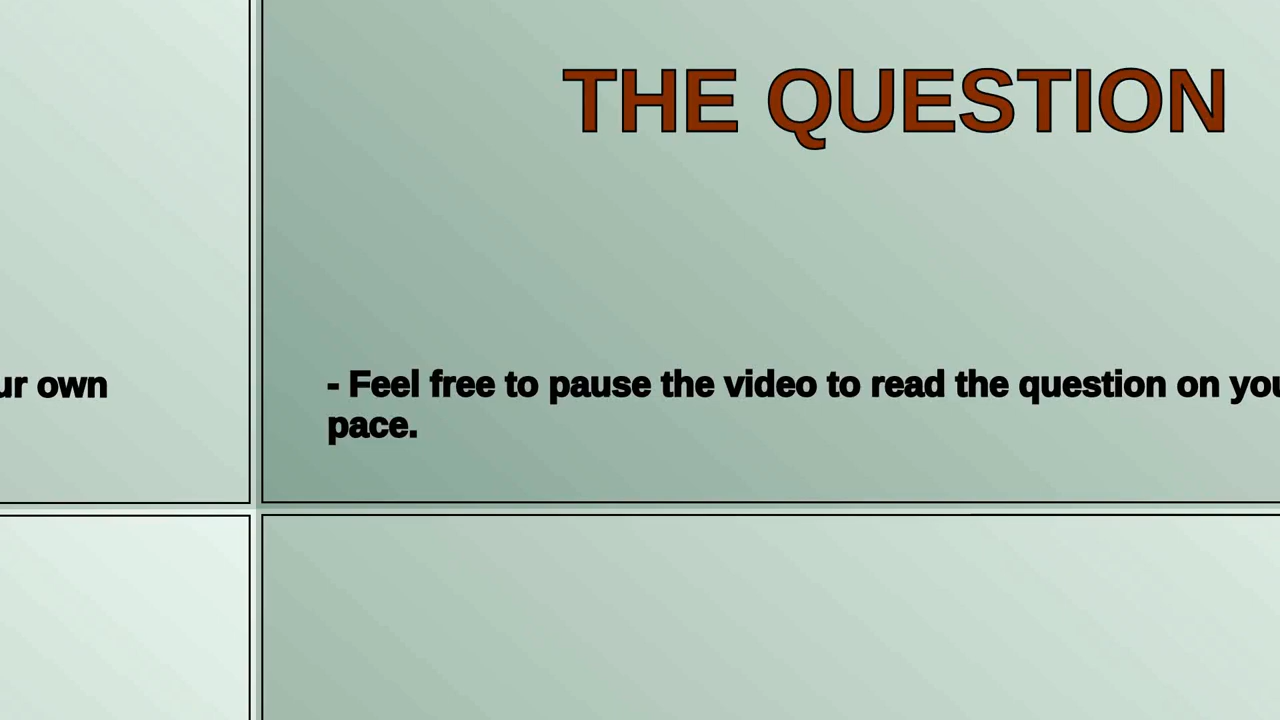 THE QUESTION
ur own
- Feel free to pause the video to read the question on you
pace.